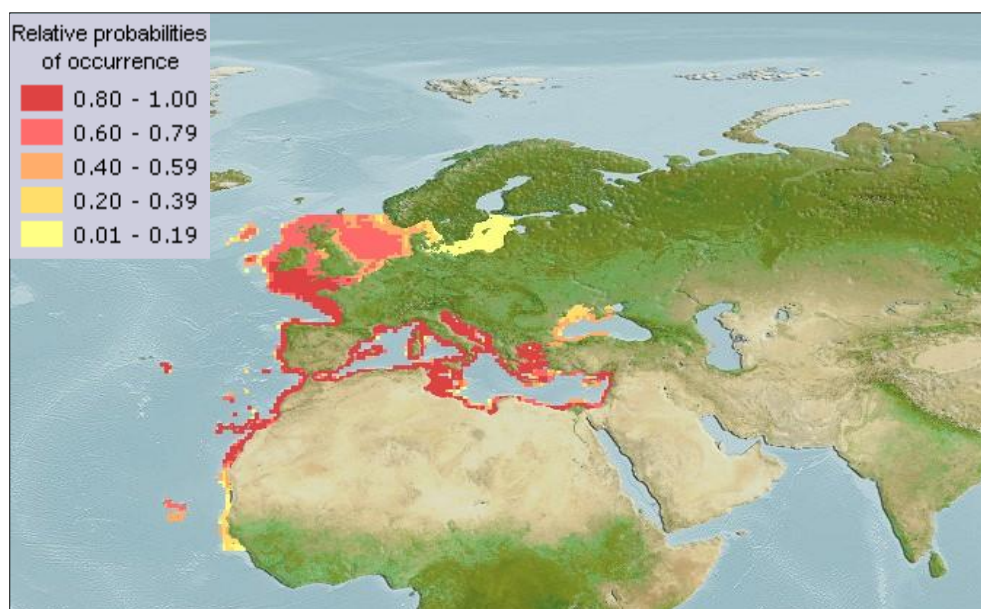 Relative probabilities
of occurrence
0.80 - 1.00
0.60 - 0.79
0.40 - 0.59
0.20 - 0.39
0.01 - 0.19